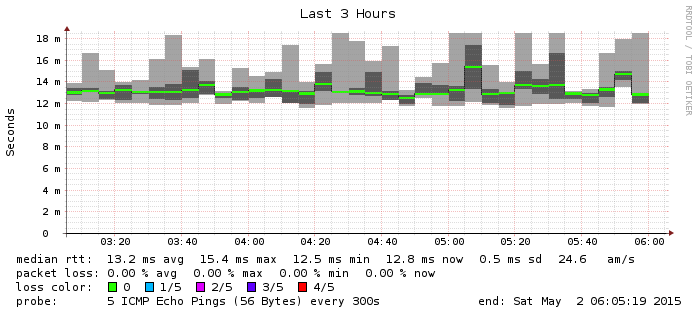 Last 3 Hours
RRDTOOL / TOBI OETIKER
Seconds
18 m
16 m
14 m
12 m
10 m
8 m
6 m
4 m
2 m
0
03:20 03:40 04:00 04:20 04:40 05:00 05:20 05:40 06:00
median rtt: 13.2 ms avg 15.4 ms max 12.5 ms min 12.8 ms now 0.5 ms sd 24.6 am/s
packet loss: 0.00 % avg 0.00 % max 0.00 % min 0.00 % now
loss color: 0 1/5 2/5 3/5 4/5
probe: 5 ICMP Echo Pings (56 Bytes) every 300s end: Sat May 2 06:05:19 2015